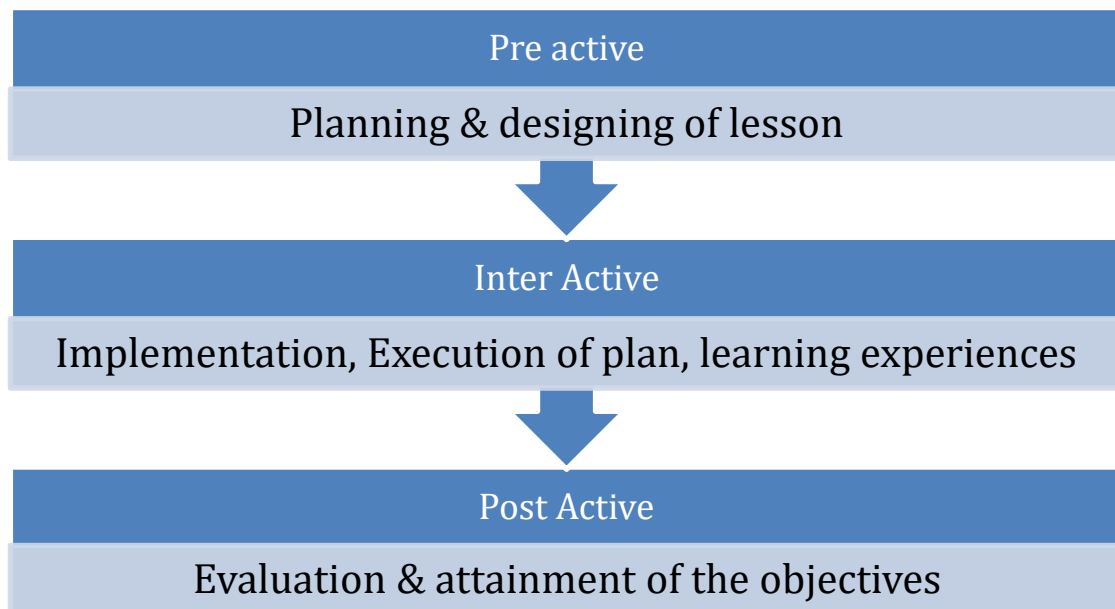 Pre active
Planning & designing of lesson
Inter Active
Implementation, Execution of plan, learning experiences
Post Active
Evaluation & attainment of the objectives